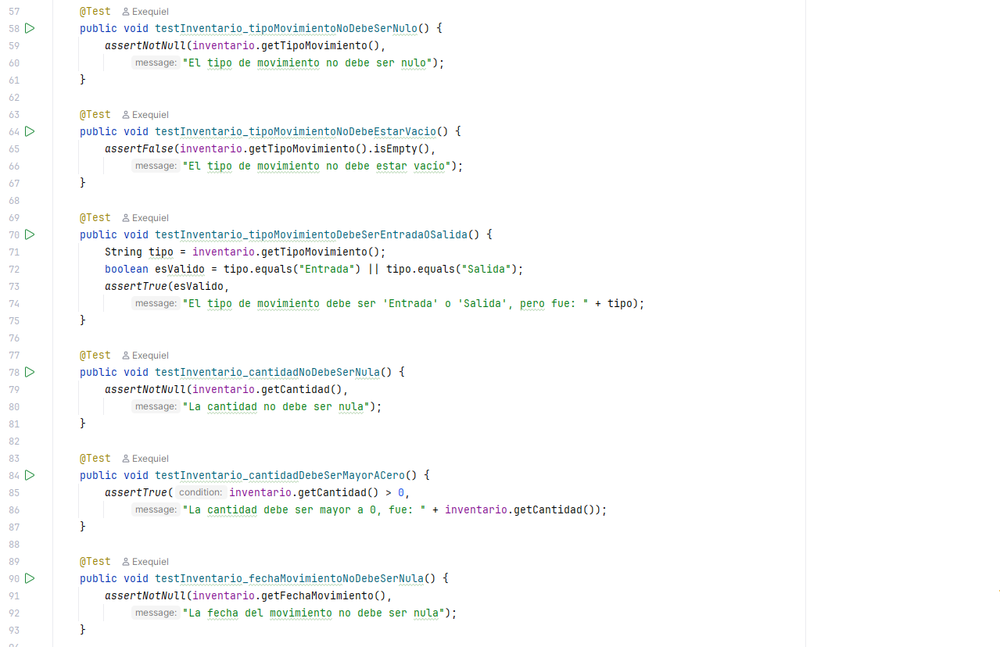 57 @Test Exequiel
58 public void testInventario_tipoMovimientoNoDebeSerNulo() {
59 assertNotNull(inventario.getTipoMovimiento(),
60 message: "El tipo de movimiento no debe ser nulo");
61 }
62
63 @Test Exequiel
64 public void testInventario_tipoMovimientoNoDebeEstarVacio() {
65 assertFalse(inventario.getTipoMovimiento().isEmpty(),
66 message: "El tipo de movimiento no debe estar vacío");
67 }
68
69 @Test Exequiel
70 public void testInventario_tipoMovimientoDebeSerEntradaOSalida() {
71 String tipo = inventario.getTipoMovimiento();
72 boolean esValido = tipo.equals("Entrada") || tipo.equals("Salida");
73 assertTrue(esValido,
74 message: "El tipo de movimiento debe ser 'Entrada' o 'Salida', pero fue: " + tipo);
75 }
76
77 @Test Exequiel
78 public void testInventario_cantidadNoDebeSerNula() {
79 assertNotNull(inventario.getCantidad(),
80 message: "La cantidad no debe ser nula");
81 }
82
83 @Test Exequiel
84 public void testInventario_cantidadDebeSerMayorACero() {
85 assertTrue( condition: inventario.getCantidad() > 0,
86 message: "La cantidad debe ser mayor a 0, fue: " + inventario.getCantidad());
87 }
88
89 @Test Exequiel
90 public void testInventario_fechaMovimientoNoDebeSerNula() {
91 assertNotNull(inventario.getFechaMovimiento(),
92 message: "La fecha del movimiento no debe ser nula");
93 }